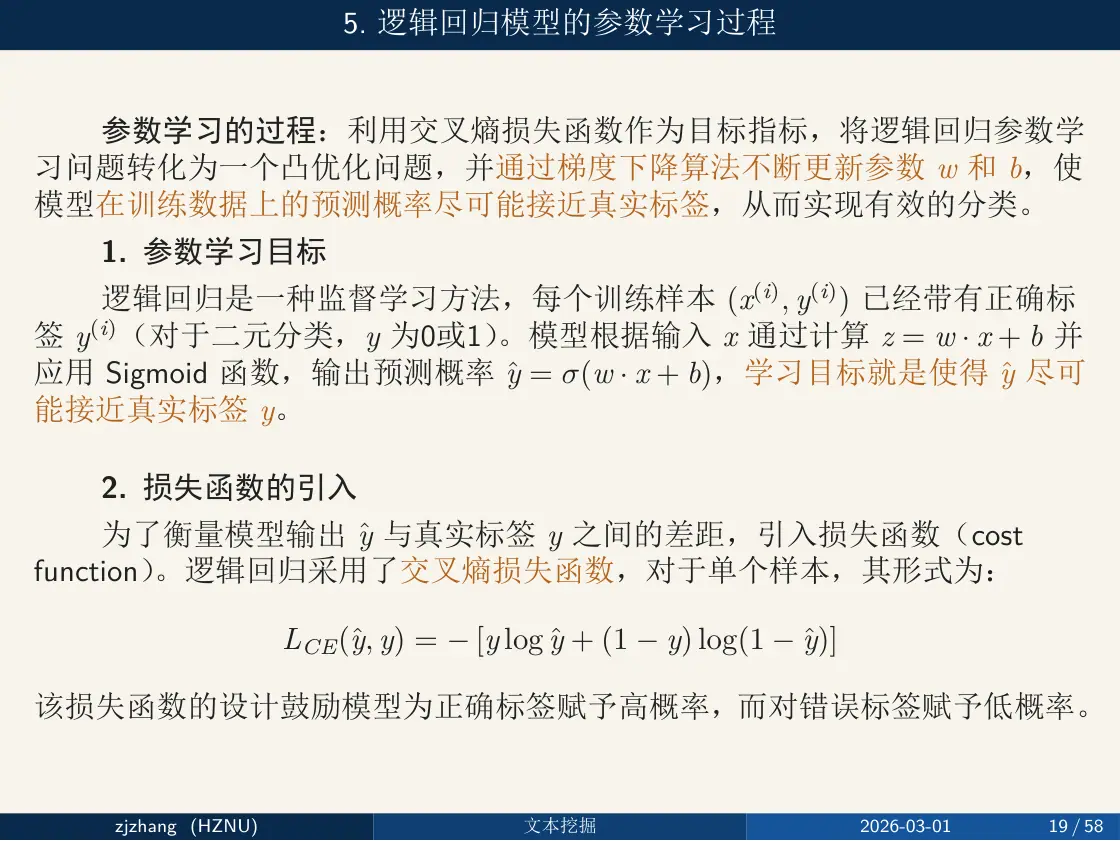 5. 逻辑回归模型的参数学习过程
参数学习的过程：利用交叉熵损失函数作为目标指标，将逻辑回归参数学
习问题转化为一个凸优化问题，并通过梯度下降算法不断更新参数 w 和 b，使
模型在训练数据上的预测概率尽可能接近真实标签，从而实现有效的分类。
1. 参数学习目标
逻辑回归是一种监督学习方法，每个训练样本 (x^{(i)}, y^{(i)}) 已经带有正确标
签 y^{(i)}（对于二元分类，y 为0或1）。模型根据输入 x 通过计算 z = w · x + b 并
应用 Sigmoid 函数，输出预测概率 ŷ = σ(w · x + b)，学习目标就是使得 ŷ 尽可
能接近真实标签 y。
2. 损失函数的引入
为了衡量模型输出 ŷ 与真实标签 y 之间的差距，引入损失函数（cost
function）。逻辑回归采用了交叉熵损失函数，对于单个样本，其形式为：
L_{CE}(ŷ, y) = − [y log ŷ + (1 − y) log(1 − ŷ)]
该损失函数的设计鼓励模型为正确标签赋予高概率，而对错误标签赋予低概率。
zjzhang (HZNU) 文本挖掘 2026-03-01 19 / 58